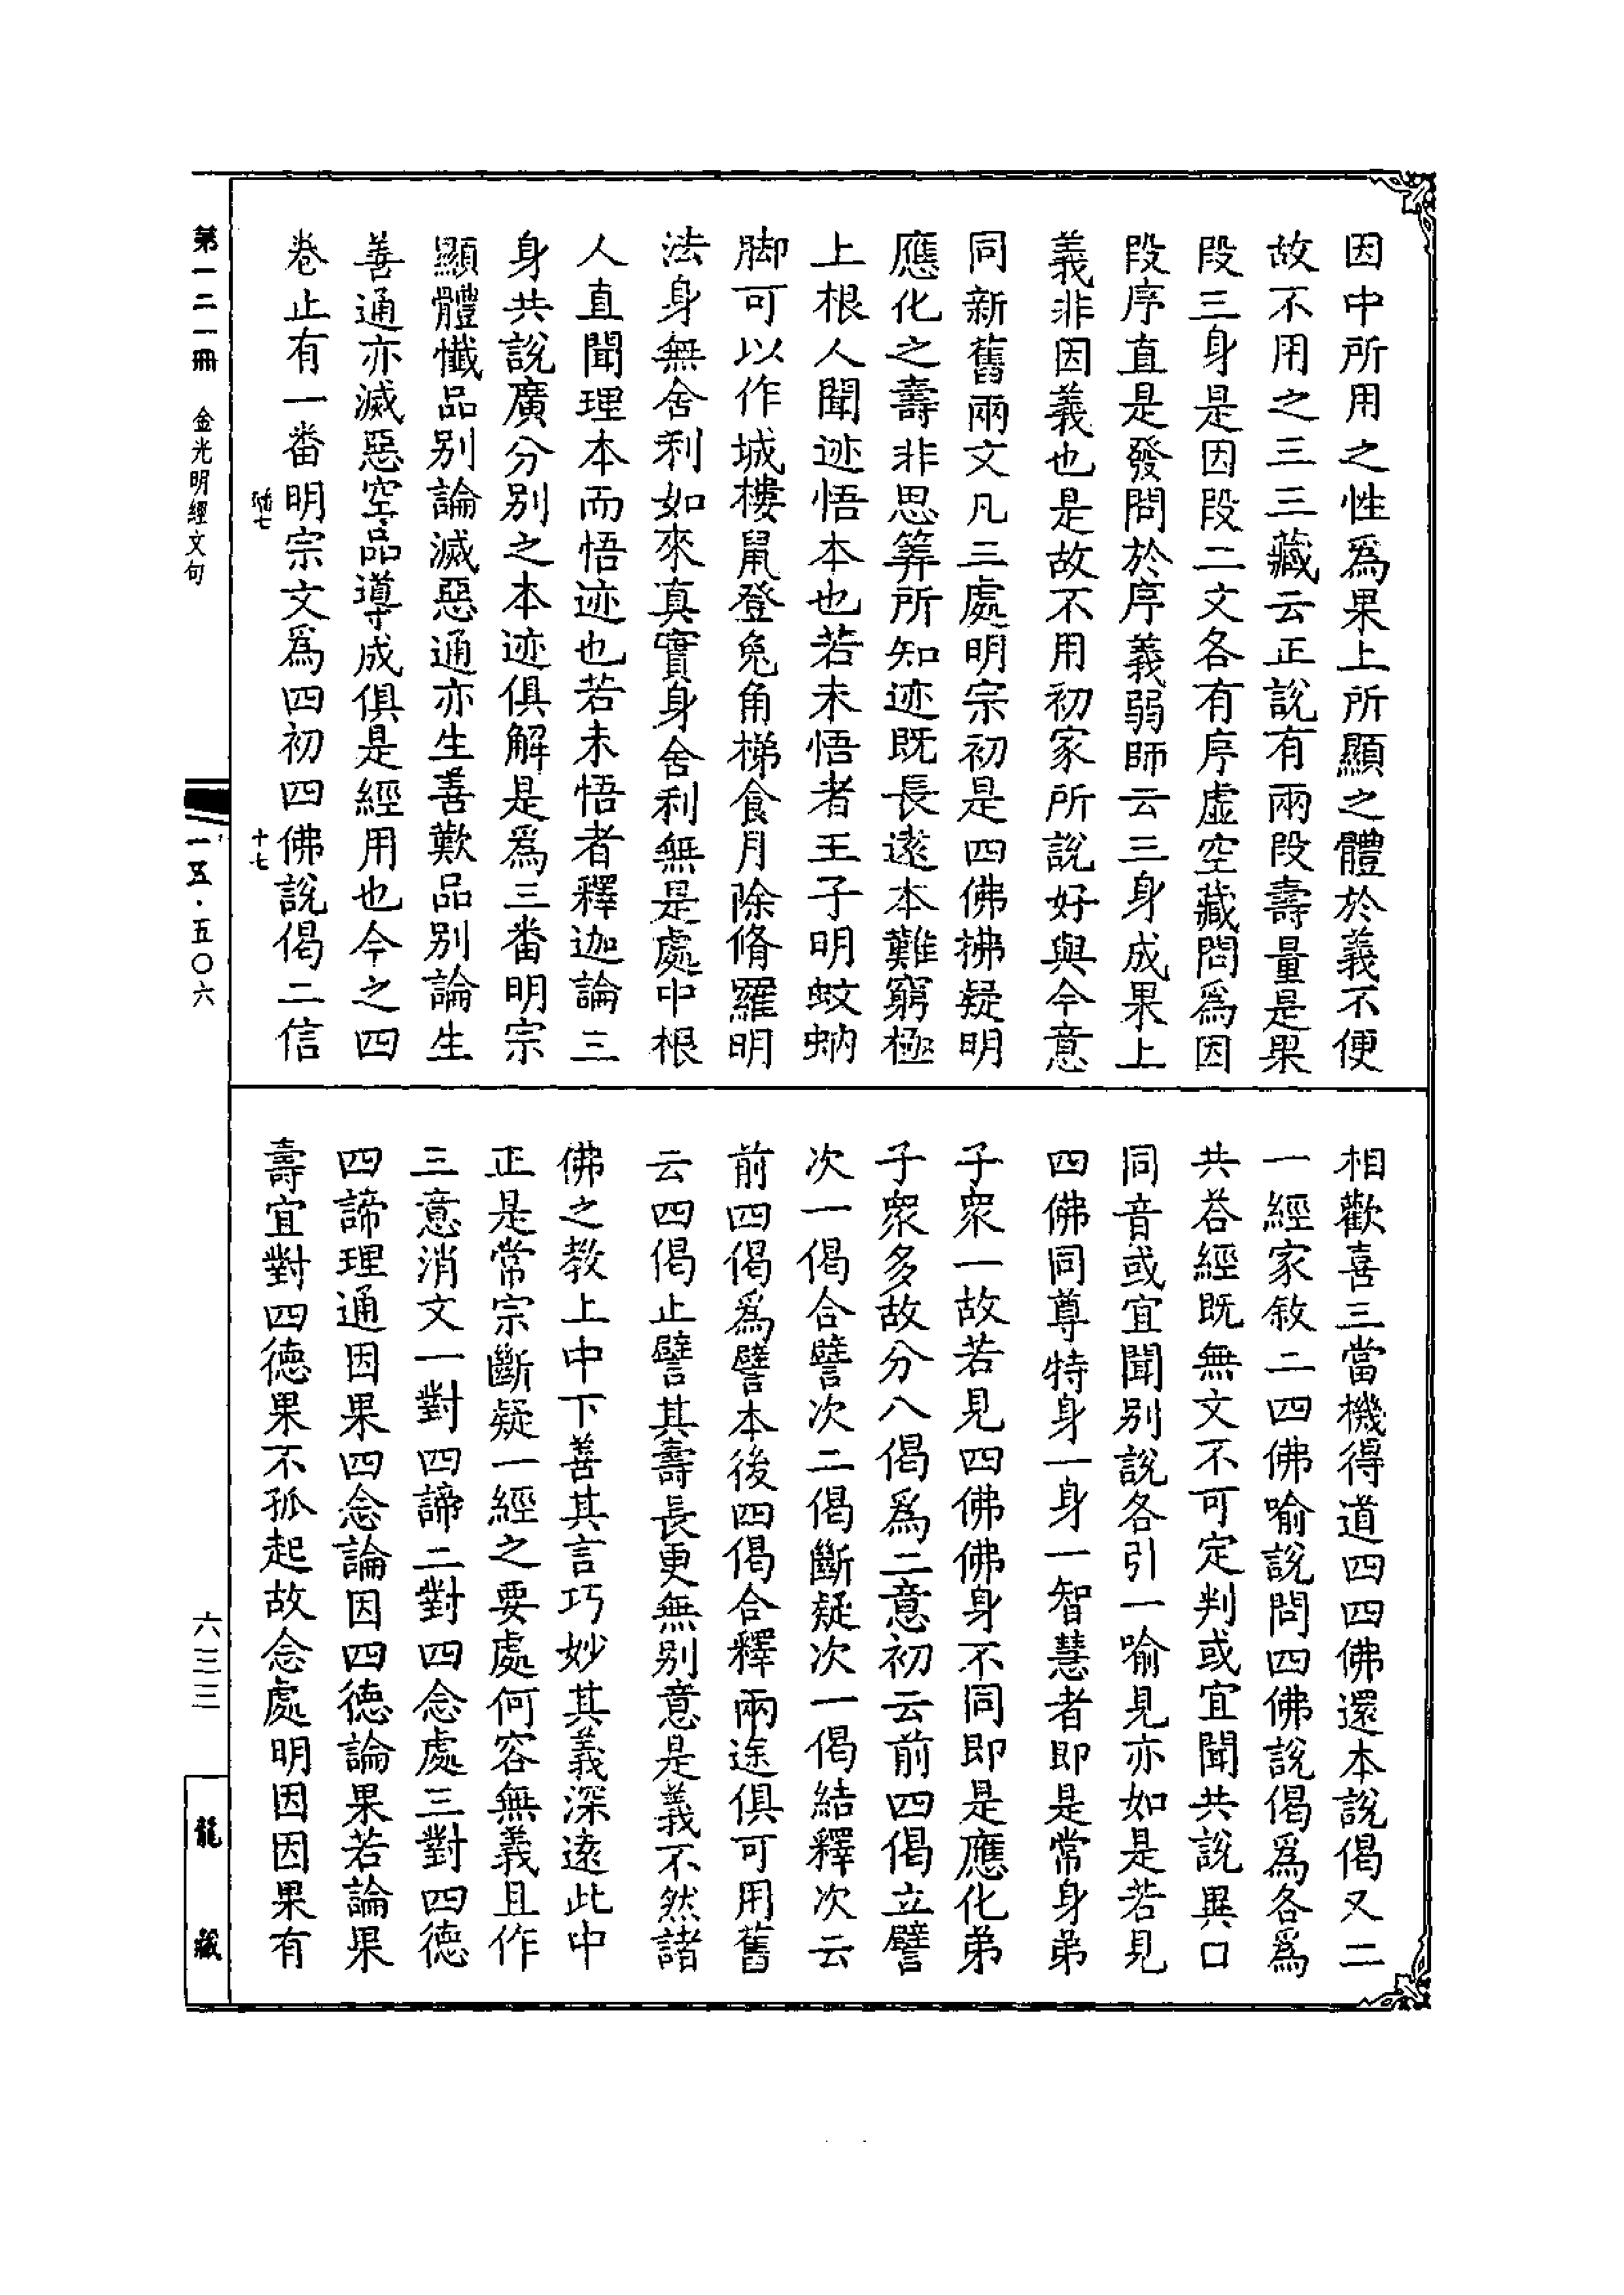 因中所用之性爲果上所顯之體於義不便
故不用之三三藏云正說有兩段壽量是果
段三身是因段二文各有序虛空藏問爲因
段序直是發問於序義弱師云三身成果上
義非因義也是故不用初家所說好與今意
同新舊兩文凡三處明宗初是四佛拂疑明
應化之壽非思筭所知迹既長遠本難窮極
上根人聞迹悟本也若未悟者王子明蚊蚋
脚可以作城樓鼠登兔角梯食月除脩羅明
法身無舍利如來真實身舍利無是處中根
人直聞理本而悟迹也若未悟者釋迦論三
身共說廣分別之本迹俱解是爲三番明宗
顯體懺品別論滅惡通亦生善歎品別論生
善通亦滅惡空品導成俱是經用也今之四
卷止有一番明宗文爲四初四佛說偈二信
相歡喜三當機得道四四佛還本說偈又二
一經家敘二四佛喻說問四佛說偈爲各爲
共荅經既無文不可定判或宜聞共說異口
同音或宜聞別說各引一喻見亦如是若見
四佛同尊特身一身一智慧者即是常身弟
子衆一故若見四佛佛身不同即是應化弟
子衆多故分八偈爲二意初云前四偈立譬
次一偈合譬次二偈斷疑次一偈結釋次云
前四偈爲譬本後四偈合釋兩途俱可用舊
云四偈止譬其壽長更無別意是義不然諸
佛之教上中下善其言巧妙其義深遠此中
正是常宗斷疑一經之要處何容無義且作
三意消文一對四諦二對四念處三對四德
四諦理通因果四念論因四德論果若論果
壽宜對四德果不孤起故念處明因因果有
第一二一冊 金光明經文句
一五·五〇六
六三三
龍藏
十七